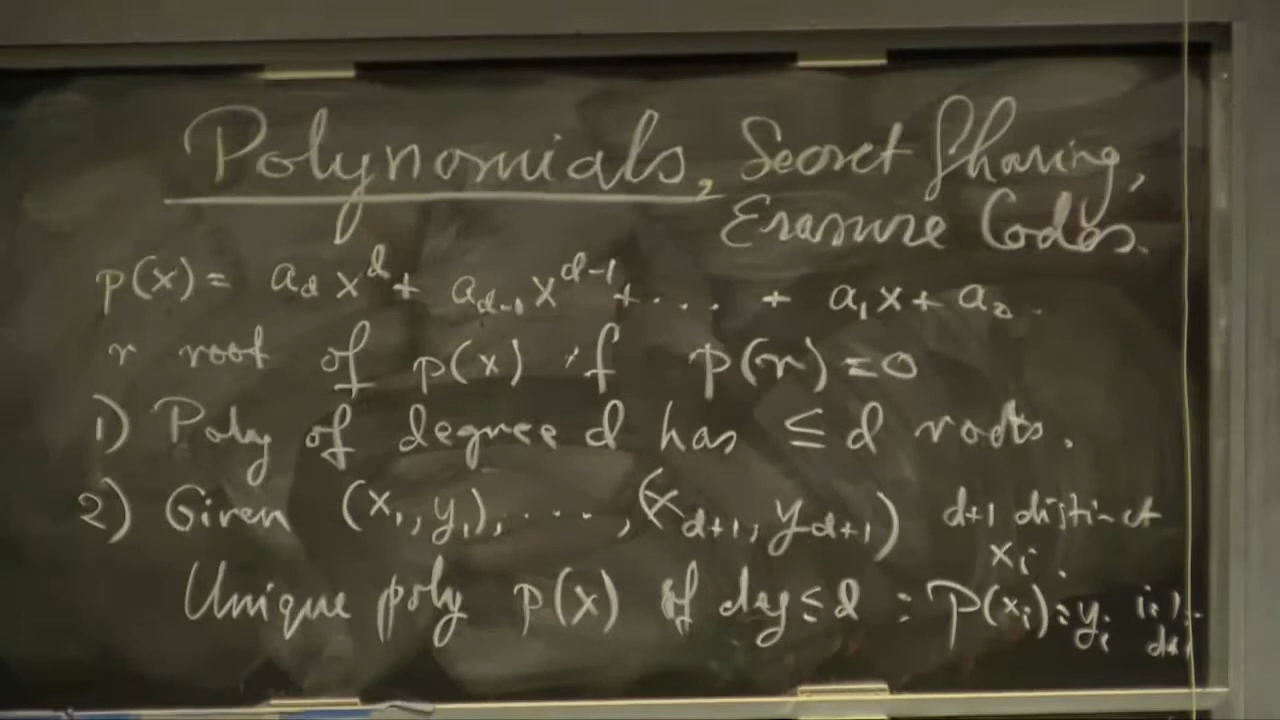 Polynomials, Secret Sharing,
Erasure Codes.
p(x) = a_d x^d + a_{d-1} x^{d-1} + . . . + a_1 x + a_0.
r root of p(x) if p(r) = 0
1) Poly of degree d has ≤ d roots.
2) Given (x_1, y_1), . . . . , (x_{d+1}, y_{d+1}) d+1 distinct
x_i.
Unique poly p(x) of deg ≤ d : P(x_i) = y_i